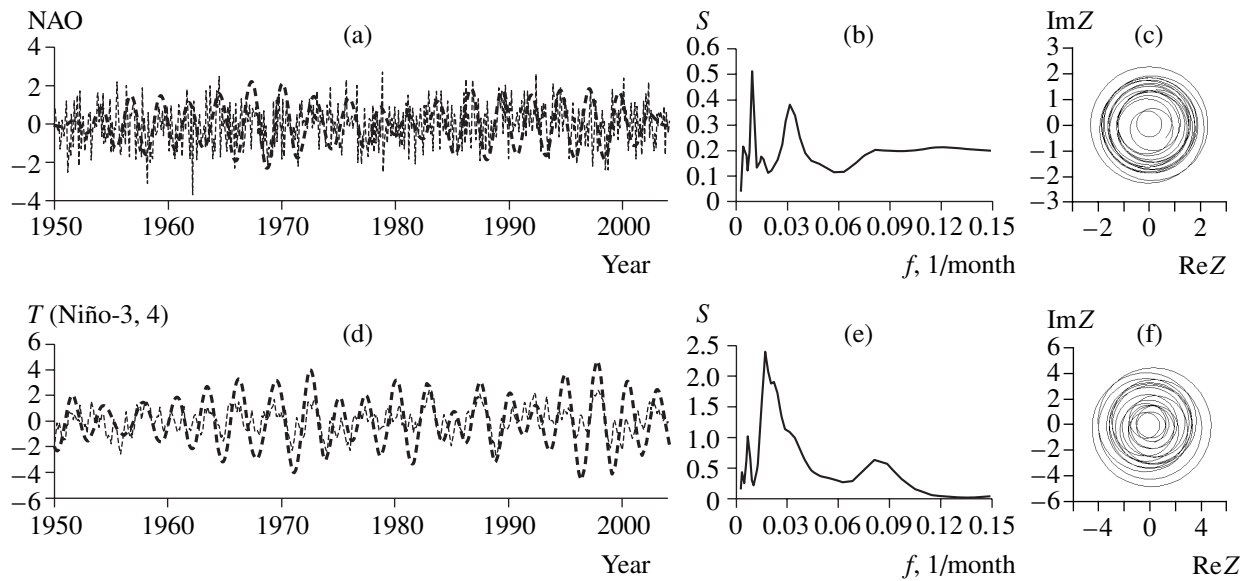 NAO
(a)
4
2
0
−2
−4
1950 1960 1970 1980 1990 2000
Year
S
(b)
0.6
0.5
0.4
0.3
0.2
0.1
0
0 0.03 0.06 0.09 0.12 0.15
f, 1/month
ImZ
(c)
3
2
1
0
−1
−2
−3
−2 0 2
ReZ
T (Niño-3, 4)
(d)
6
4
2
0
−2
−4
−6
1950 1960 1970 1980 1990 2000
Year
S
(e)
2.5
2.0
1.5
1.0
0.5
0
0 0.03 0.06 0.09 0.12 0.15
f, 1/month
ImZ
(f)
6
4
2
0
−2
−4
−6
−4 0 4
ReZ